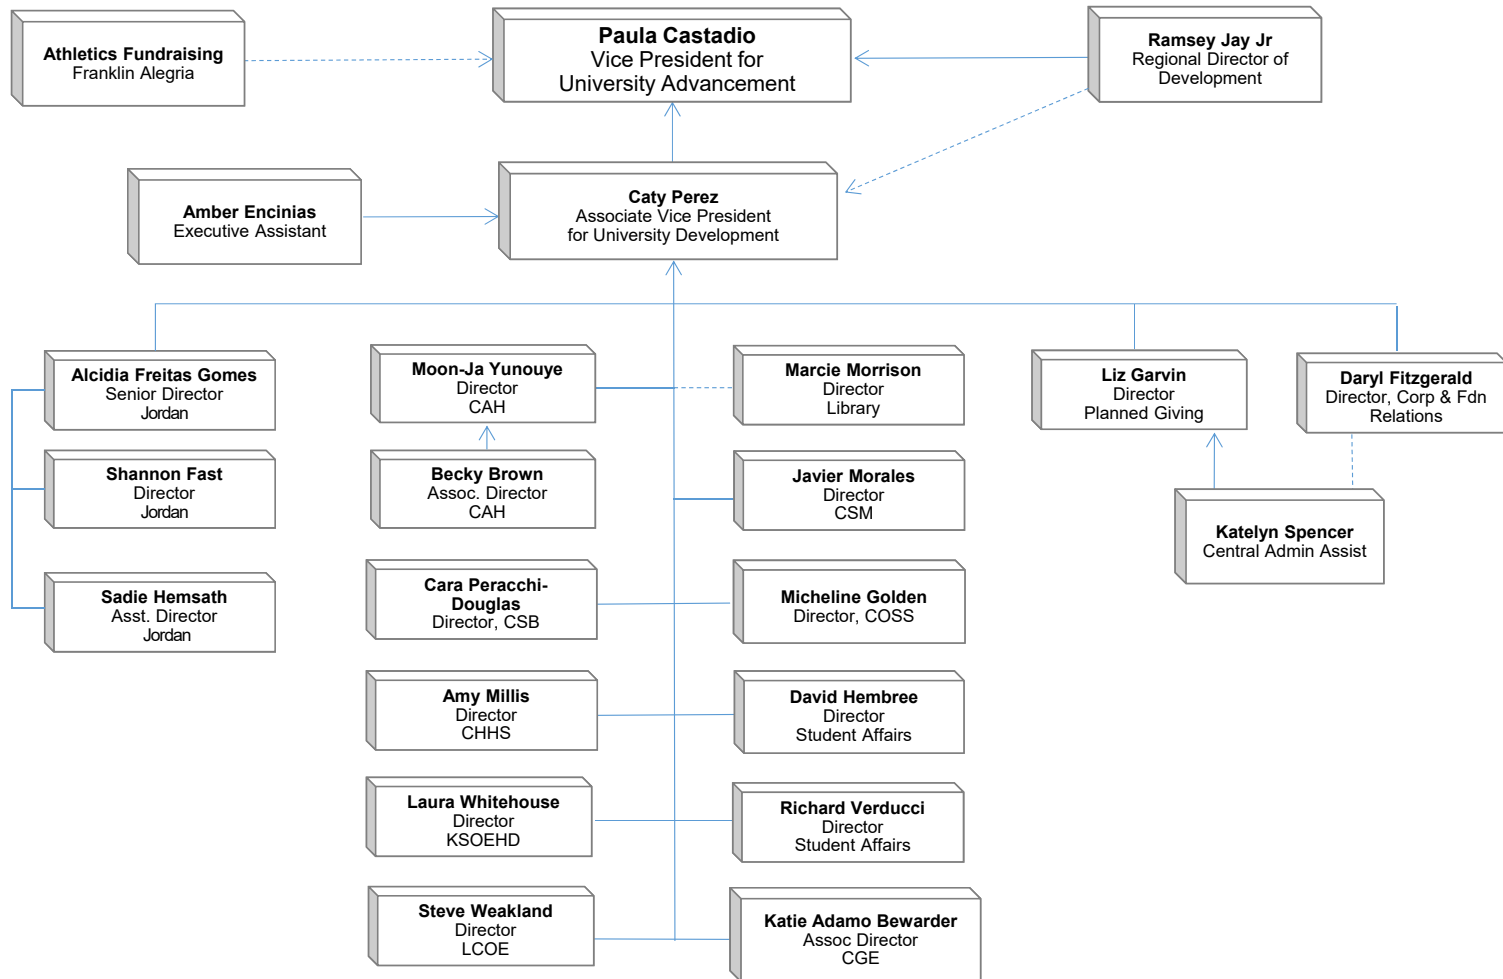 Paula Castadio
Vice President for
University Advancement
Athletics Fundraising
Franklin Alegria
Ramsey Jay Jr
Regional Director of
Development
Amber Encinias
Executive Assistant
Caty Perez
Associate Vice President
for University Development
Alcidia Freitas Gomes
Senior Director
Jordan
Shannon Fast
Director
Jordan
Sadie Hemsath
Asst. Director
Jordan
Moon-Ja Yunouye
Director
CAH
Becky Brown
Assoc. Director
CAH
Cara Peracchi-
Douglas
Director, CSB
Amy Millis
Director
CHHS
Laura Whitehouse
Director
KSOEHD
Steve Weakland
Director
LCOE
Marcie Morrison
Director
Library
Javier Morales
Director
CSM
Micheline Golden
Director, COSS
David Hembree
Director
Student Affairs
Richard Verducci
Director
Student Affairs
Katie Adamo Bewarder
Assoc Director
CGE
Liz Garvin
Director
Planned Giving
Daryl Fitzgerald
Director, Corp & Fdn
Relations
Katelyn Spencer
Central Admin Assist